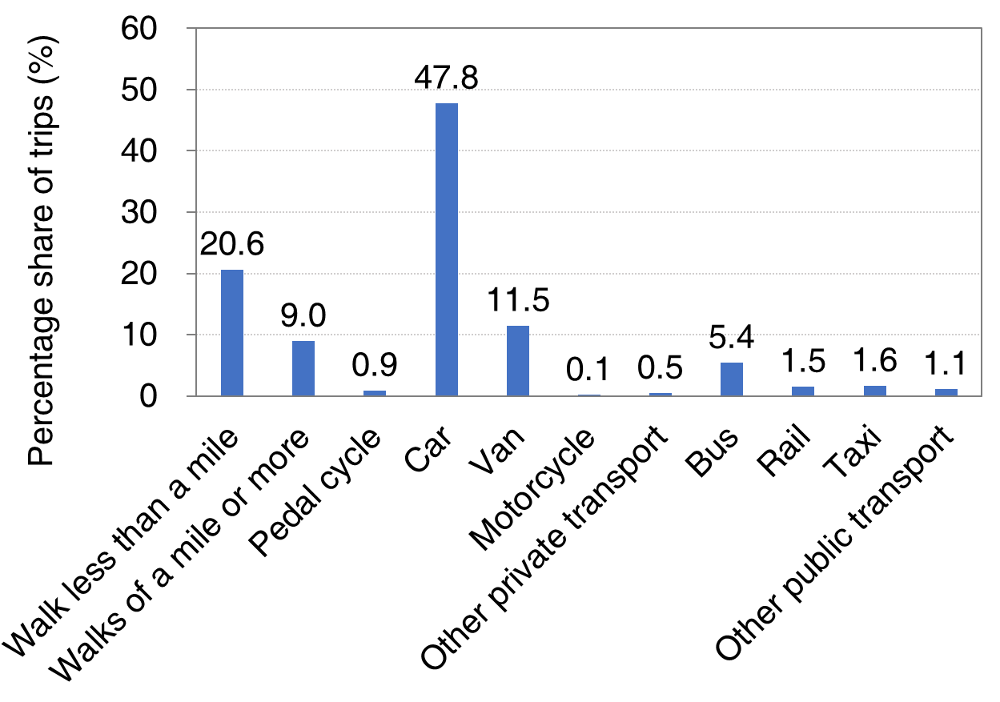 Percentage share of trips (%)
60
50
40
30
20
10
0
20.6
9.0
0.9
47.8
11.5
0.1
0.5
5.4
1.5
1.6
1.1
Walk less than a mile
Walks of a mile or more
Pedal cycle
Car
Van
Motorcycle
Other private transport
Bus
Rail
Taxi
Other public transport